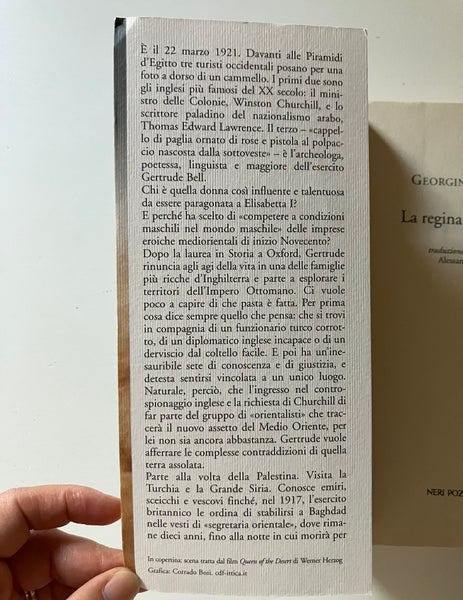 È il 22 marzo 1921. Davanti alle Piramidi
d'Egitto tre turisti occidentali posano per una
foto a dorso di un cammello. I primi due sono
gli inglesi più famosi del XX secolo: il mini-
stro delle Colonie, Winston Churchill, e lo
scrittore paladino del nazionalismo arabo,
Thomas Edward Lawrence. Il terzo – «cappel-
lo di paglia ornato di rose e pistola al polpac-
cio nascosta dalla sottoveste» – è l'archeologa,
poetessa, linguista e maggiore dell'esercito
Gertrude Bell.
Chi è quella donna così influente e talentuosa
da essere paragonata a Elisabetta I?
E perché ha scelto di «competere a condizioni
maschili nel mondo maschile» delle imprese
eroiche mediorientali di inizio Novecento?
Dopo la laurea in Storia a Oxford, Gertrude
rinuncia agli agi della vita in una delle famiglie
più ricche d'Inghilterra e parte a esplorare i
territori dell'Impero Ottomano. Ci vuole
poco a capire di che pasta è fatta. Per prima
cosa dice sempre quello che pensa: che si trovi
in compagnia di un funzionario turco corrot-
to, di un diplomatico inglese incapace o di un
derviscio dal coltello facile. E poi ha un'ine-
sauribile sete di conoscenza e di giustizia, e
detesta sentirsi vincolata a un unico luogo.
Naturale, perciò, che l'ingresso nel contro-
spionaggio inglese e la richiesta di Churchill di
far parte del gruppo di «orientalisti» che trac-
cerà il nuovo assetto del Medio Oriente, per
lei non sia ancora abbastanza. Gertrude vuole
afferrare le complesse contraddizioni di quella
terra assolata.
Parte alla volta della Palestina. Visita la
Turchia e la Grande Siria. Conosce emiri,
sceicchi e vescovi finché, nel 1917, l'esercito
britannico le ordina di stabilirsi a Baghdad
nelle vesti di «segretaria orientale», dove rima-
ne dieci anni, fino alla notte in cui morirà per
In copertina: scena tratta dal film Queen of the Desert di Werner Herzog
Grafica: Corrado Bosi. cdf-ittica.it
GEORGIN
La regina
traduzione
Alessan
NERI POZ